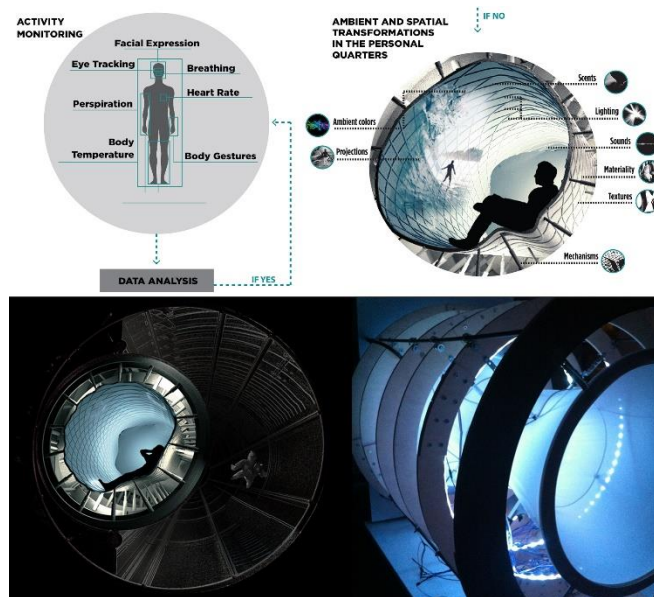 ACTIVITY
MONITORING
Facial Expression
Eye Tracking
Breathing
Heart Rate
Perspiration
Body
Temperature
Body Gestures
DATA ANALYSIS
IF YES
IF NO
AMBIENT AND SPATIAL
TRANSFORMATIONS
IN THE PERSONAL
QUARTERS
Scents
Lighting
Ambient colors
Sounds
Projections
Materiality
Textures
Mechanisms